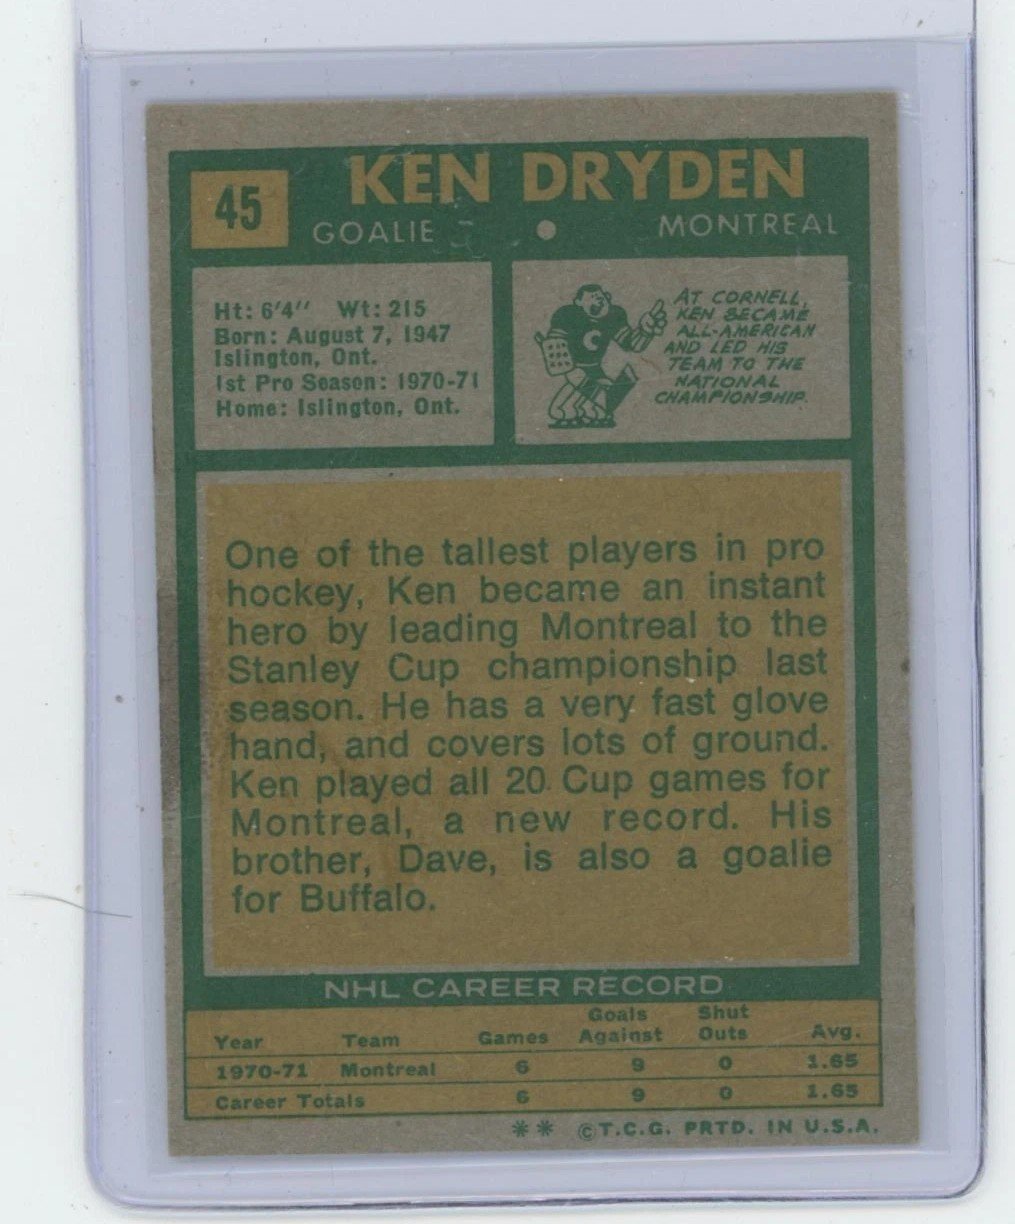 45
KEN DRYDEN
GOALIE • MONTREAL
Ht: 6'4'' Wt: 215
Born: August 7, 1947
Islington, Ont.
1st Pro Season: 1970-71
Home: Islington, Ont.
C
AT CORNELL,
KEN BECAME
ALL-AMERICAN
AND LED HIS
TEAM TO THE
NATIONAL
CHAMPIONSHIP.
One of the tallest players in pro
hockey, Ken became an instant
hero by leading Montreal to the
Stanley Cup championship last
season. He has a very fast glove
hand, and covers lots of ground.
Ken played all 20 Cup games for
Montreal, a new record. His
brother, Dave, is also a goalie
for Buffalo.
NHL CAREER RECORD
Year Team Games Goals Against Shut Outs Avg.
1970-71 Montreal 6 9 0 1.65
Career Totals 6 9 0 1.65
** ©T.C.G. PRTD. IN U.S.A.